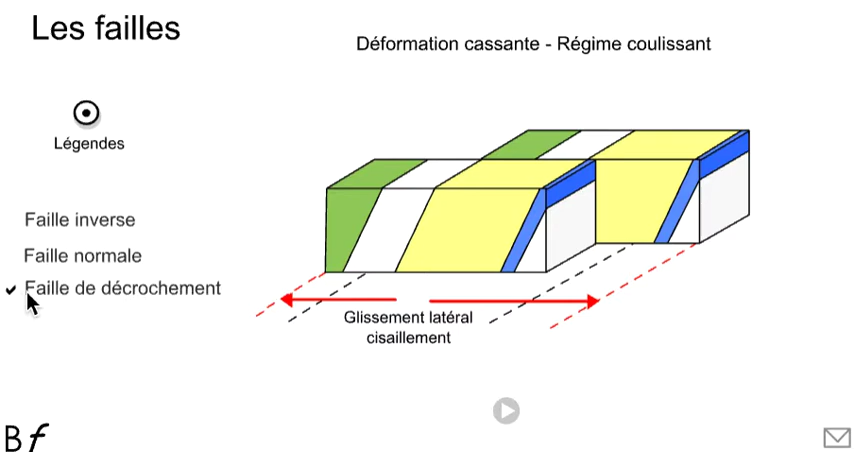 Les failles
Déformation cassante - Régime coulissant
Légendes
Faille inverse
Faille normale
Faille de décrochement
Glissement latéral
cisaillement
Bf